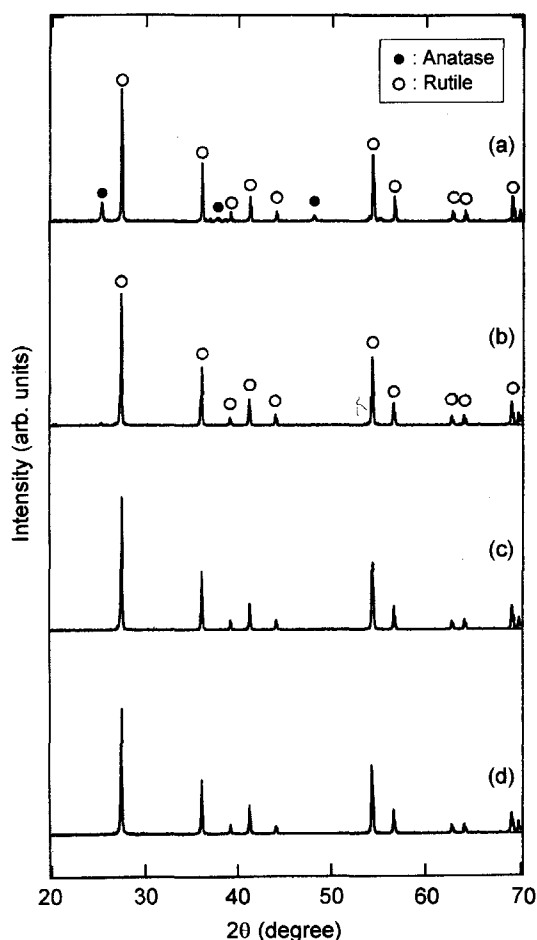 ● : Anatase
○ : Rutile
(a)
(b)
(c)
(d)
Intensity (arb. units)
20 30 40 50 60 70
2θ (degree)